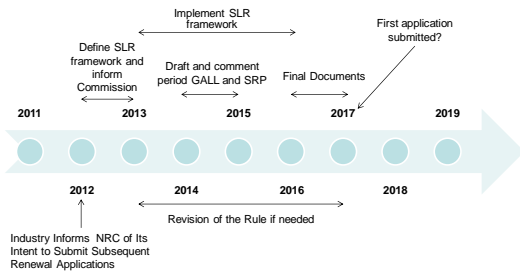 Implement SLR
framework
First application
submitted?
Define SLR
framework and
inform
Commission
Draft and comment
period GALL and SRP
Final Documents
2011
2013
2015
2017
2019
2012
2014
2016
2018
Revision of the Rule if needed
Industry Informs NRC of Its
Intent to Submit Subsequent
Renewal Applications